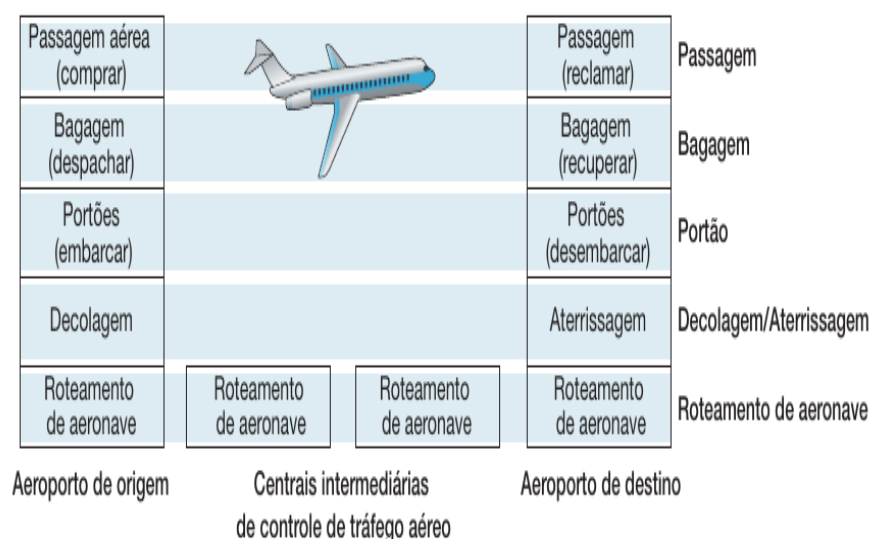 Passagem aérea
(comprar)
Passagem
(reclamar)
Passagem
Bagagem
(despachar)
Bagagem
(recuperar)
Bagagem
Portões
(embarcar)
Portões
(desembarcar)
Portão
Decolagem
Aterrissagem
Decolagem/Aterrissagem
Roteamento
de aeronave
Roteamento
de aeronave
Roteamento
de aeronave
Roteamento
de aeronave
Roteamento de aeronave
Aeroporto de origem
Centrais intermediárias
de controle de tráfego aéreo
Aeroporto de destino